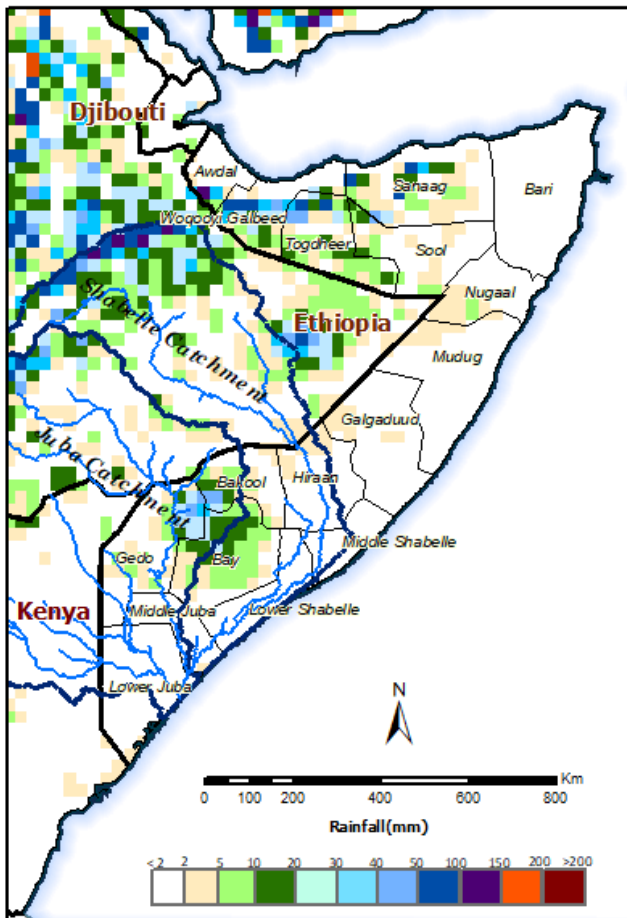 Djibouti
Awdal
Sanaag
Bari
Woqooyi Galbeed
Togdheer
Sool
Nugaal
Shabelle Catchment
Ethiopia
Mudug
Galgaduud
Juba Catchment
Bakool
Hiraan
Middle Shabelle
Gedo
Bay
Kenya
Middle Juba
Lower Shabelle
Lower Juba
N
Km
0 100 200 400 600 800
Rainfall(mm)
<2 2 5 10 20 30 40 50 100 150 200 >200